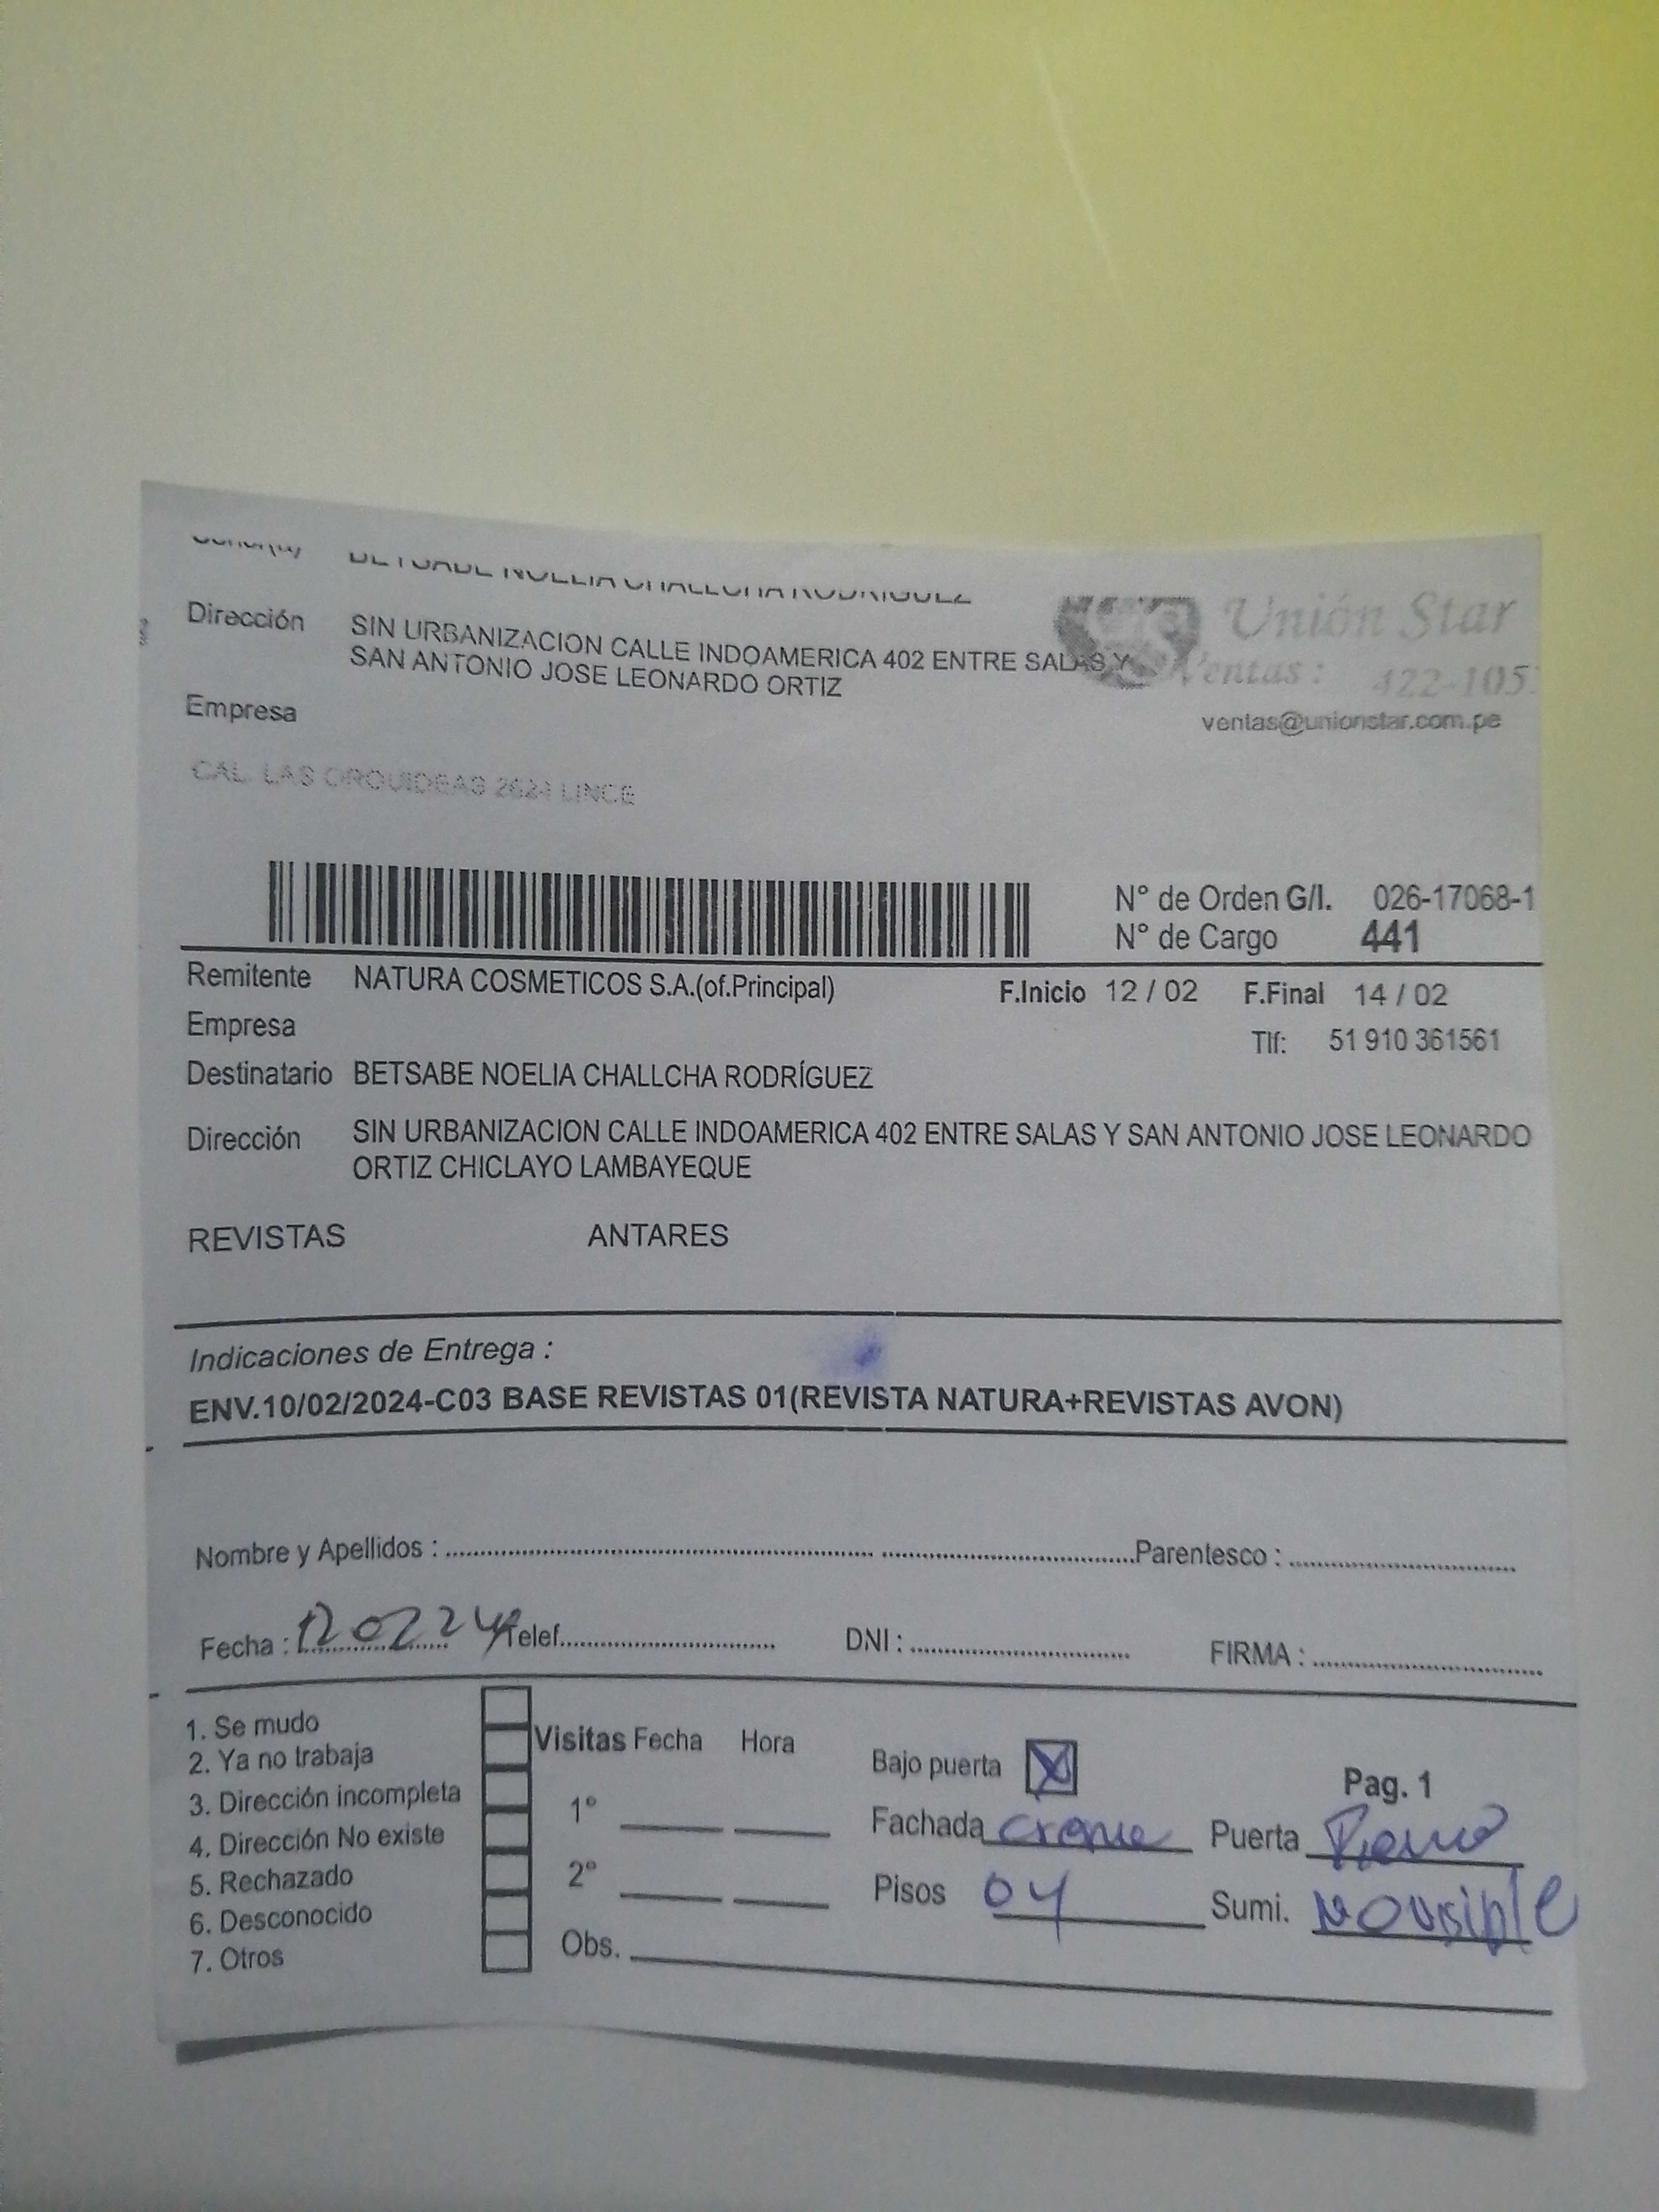 BETSABE NOELIA CHALLCHA RODRIGUEZ
Dirección SIN URBANIZACION CALLE INDOAMERICA 402 ENTRE SALAS Y
SAN ANTONIO JOSE LEONARDO ORTIZ
Unión Star
Ventas : 422-105
Empresa
ventas@unionstar.com.pe
CAL. LAS ORQUIDEAS 2624 LINCE
N° de Orden G/I. 026-17068-1
N° de Cargo 441
Remitente NATURA COSMETICOS S.A.(of.Principal) F.Inicio 12 / 02 F.Final 14 / 02
Empresa Tlf: 51 910 361561
Destinatario BETSABE NOELIA CHALLCHA RODRÍGUEZ
Dirección SIN URBANIZACION CALLE INDOAMERICA 402 ENTRE SALAS Y SAN ANTONIO JOSE LEONARDO
ORTIZ CHICLAYO LAMBAYEQUE
REVISTAS ANTARES
Indicaciones de Entrega :
ENV.10/02/2024-C03 BASE REVISTAS 01(REVISTA NATURA+REVISTAS AVON)
Nombre y Apellidos : Parentesco :
Fecha : 12 02 24 Telef. DNI : FIRMA :
1. Se mudo
2. Ya no trabaja
3. Dirección incompleta
4. Dirección No existe
5. Rechazado
6. Desconocido
7. Otros
Visitas Fecha Hora
1°
2°
Obs.
Bajo puerta X
Pag. 1
Fachada creme Puerta
Pisos 04 Sumi.